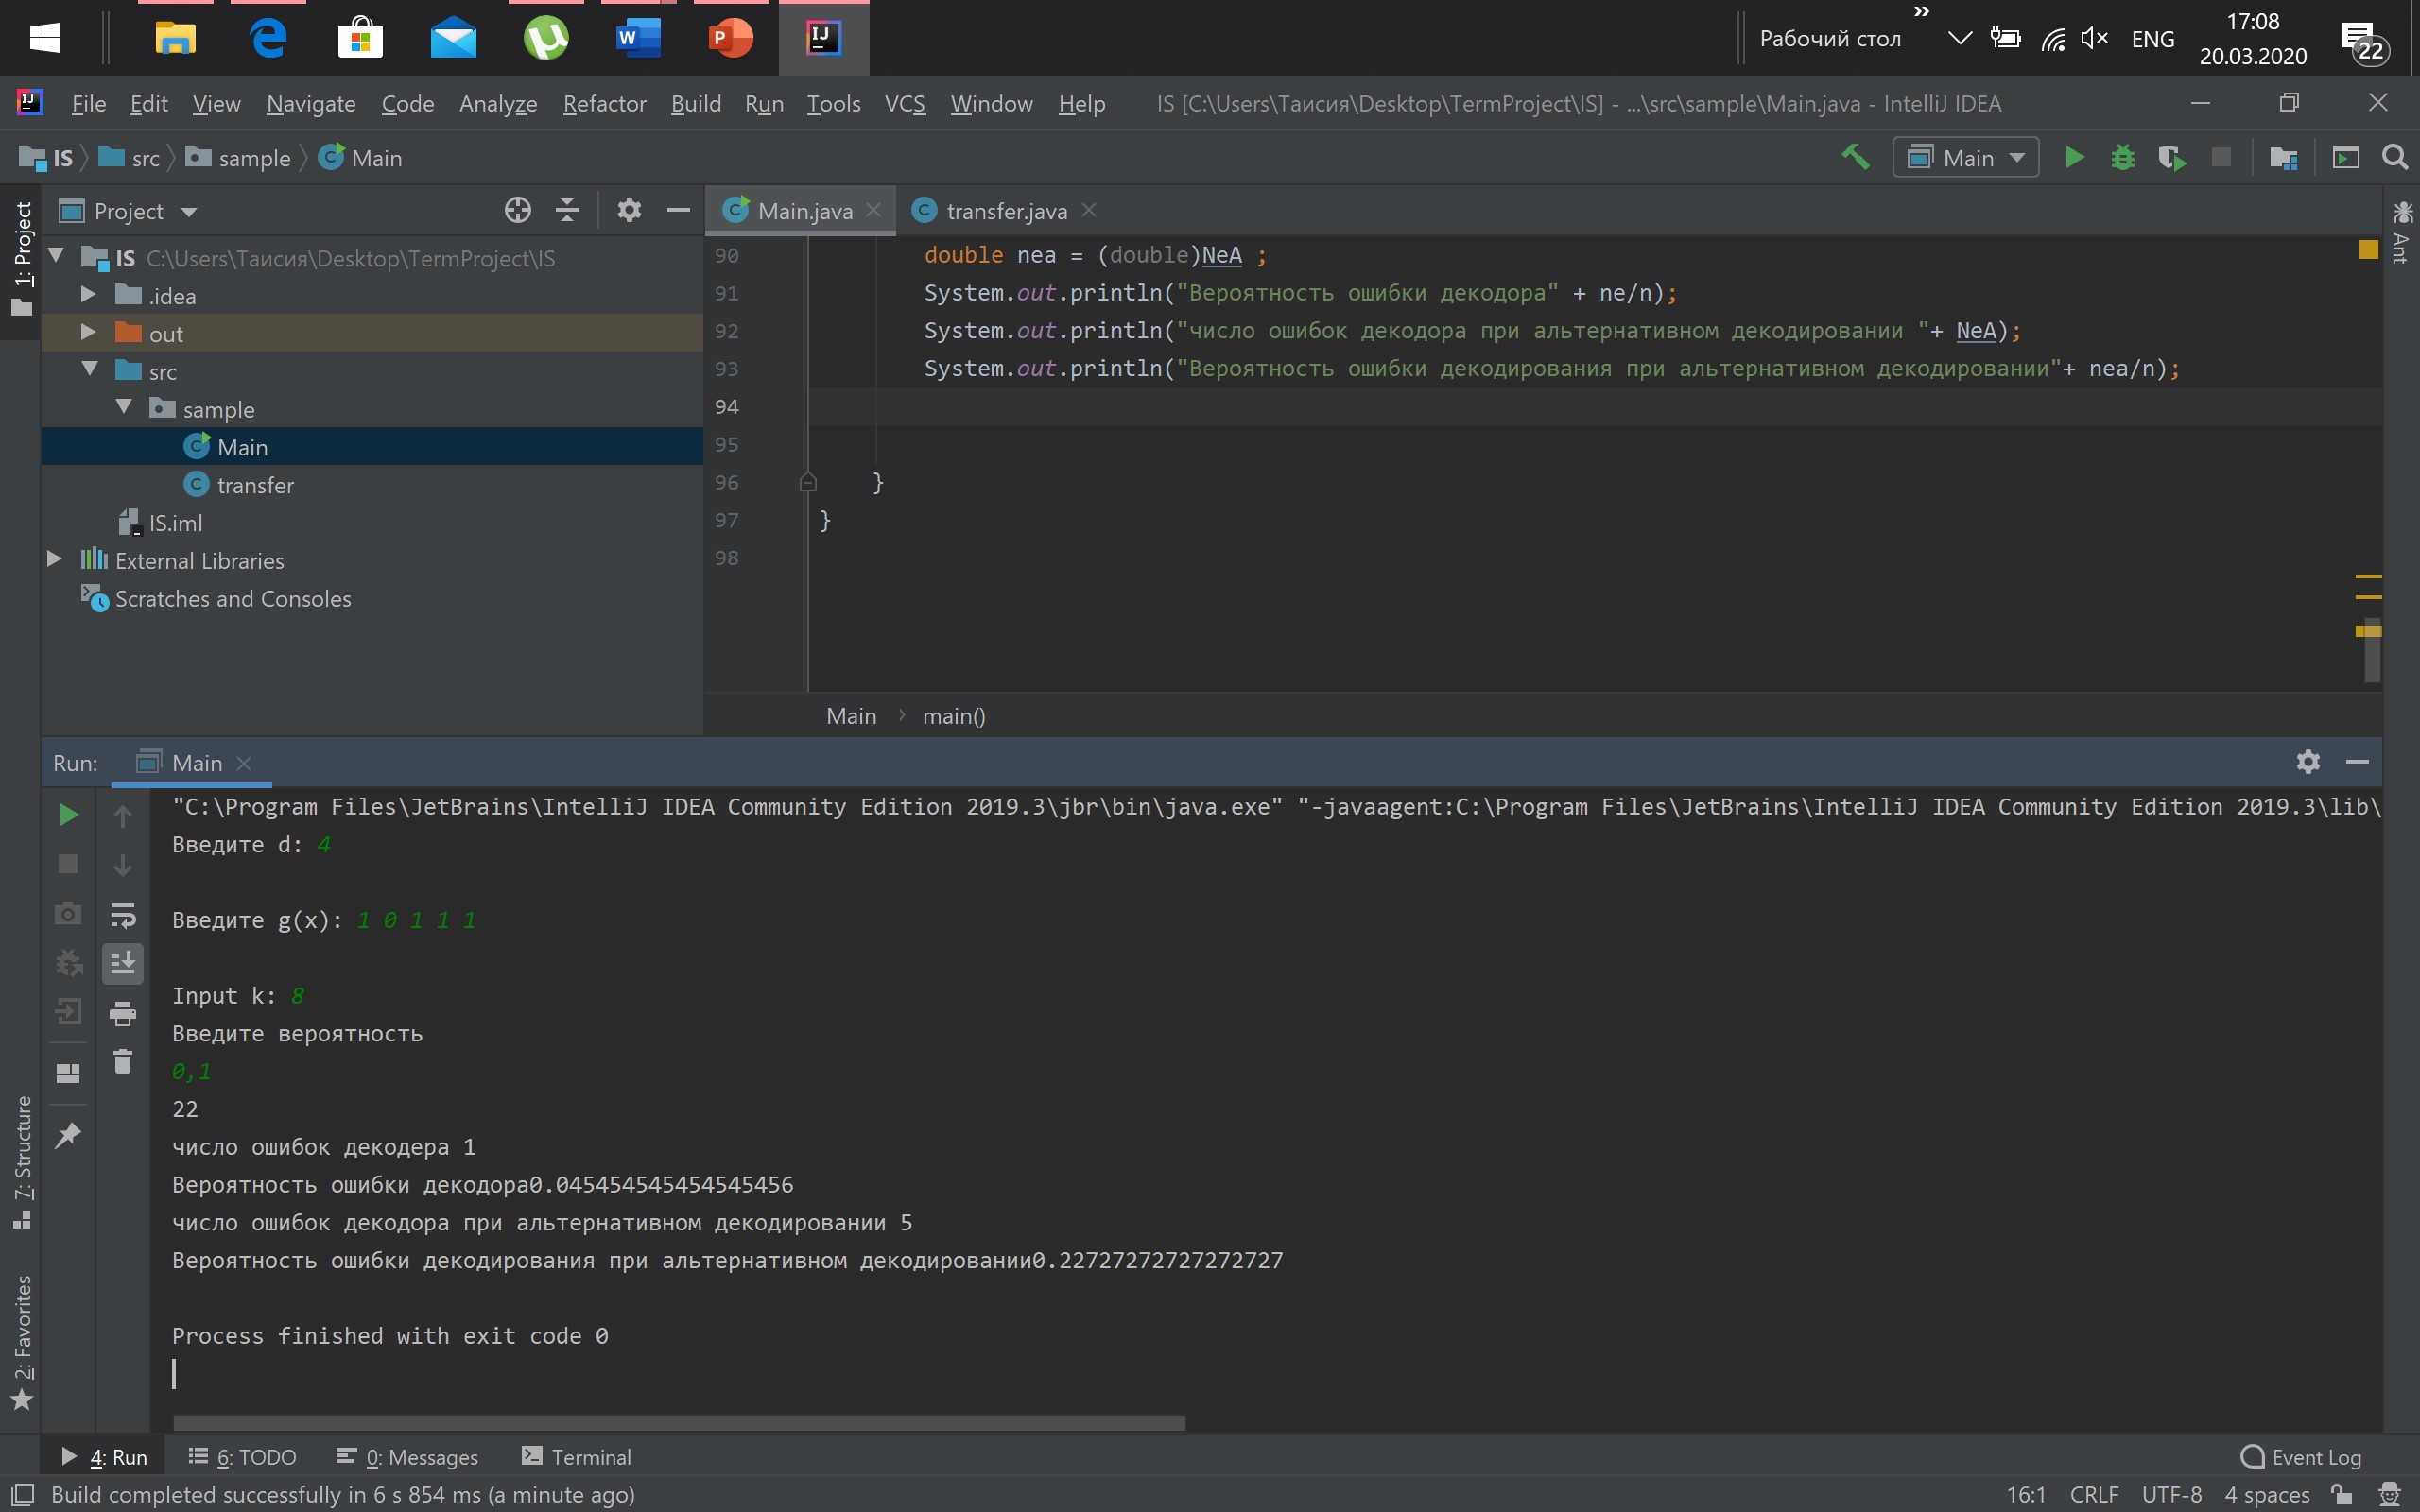 Рабочий стол
»
ENG
17:08
20.03.2020
22
File Edit View Navigate Code Analyze Refactor Build Run Tools VCS Window Help IS [C:\Users\Таисия\Desktop\TermProject\IS] - ...\src\sample\Main.java - IntelliJ IDEA
IS src sample Main
Main
1: Project
Project
Main.java
transfer.java
Ant
IS C:\Users\Таисия\Desktop\TermProject\IS
.idea
out
src
sample
Main
transfer
IS.iml
External Libraries
Scratches and Consoles
90 double nea = (double)NeA ;
91 System.out.println("Вероятность ошибки декодора" + ne/n);
92 System.out.println("число ошибок декодора при альтернативном декодировании "+ NeA);
93 System.out.println("Вероятность ошибки декодирования при альтернативном декодировании"+ nea/n);
94
95
96 }
97 }
98
Main › main()
Run: Main
"C:\Program Files\JetBrains\IntelliJ IDEA Community Edition 2019.3\jbr\bin\java.exe" "-javaagent:C:\Program Files\JetBrains\IntelliJ IDEA Community Edition 2019.3\lib\
Введите d: 4
Введите g(x): 1 0 1 1 1
Input k: 8
Введите вероятность
0,1
22
число ошибок декодера 1
Вероятность ошибки декодора0.045454545454545456
число ошибок декодора при альтернативном декодировании 5
Вероятность ошибки декодирования при альтернативном декодировании0.22727272727272727
Process finished with exit code 0
7: Structure
2: Favorites
4: Run 6: TODO 0: Messages Terminal Event Log
Build completed successfully in 6 s 854 ms (a minute ago) 16:1 CRLF UTF-8 4 spaces